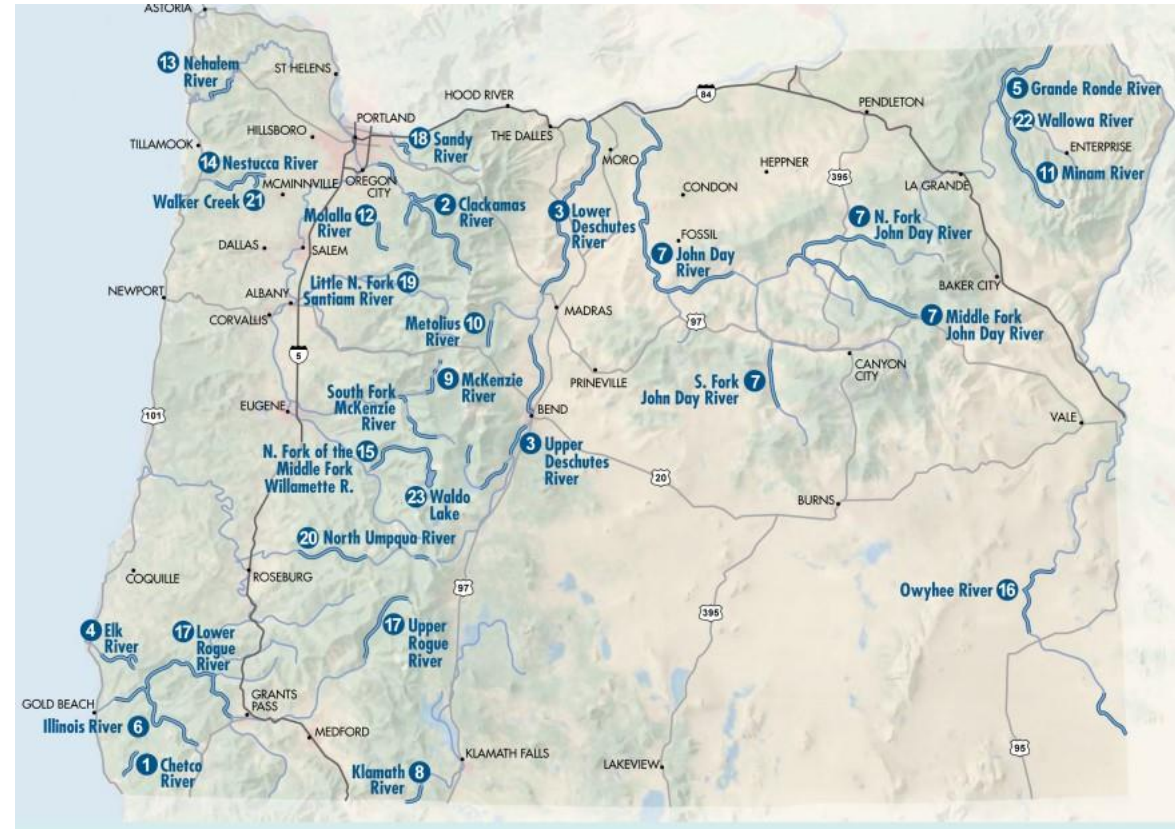 ASTORIA
13 Nehalem
River
ST HELENS
HOOD RIVER
84
PENDLETON
5 Grande Ronde River
PORTLAND
HILLSBORO
THE DALLES
22 Wallowa River
TILLAMOOK
18 Sandy
River
MORO
HEPPNER
ENTERPRISE
14 Nestucca River
OREGON
CITY
395
LA GRANDE
11 Minam River
MCMINNVILLE
CONDON
Walker Creek 21
2 Clackamas
River
Molalla 12
River
3 Lower
Deschutes
River
7 N. Fork
John Day River
DALLAS
SALEM
FOSSIL
7 John Day
River
Little N. Fork 19
Santiam River
BAKER CITY
NEWPORT
ALBANY
CORVALLIS
MADRAS
Metolius 10
River
97
7 Middle Fork
John Day River
5
CANYON
CITY
PRINEVILLE
9 McKenzie
River
S. Fork 7
John Day River
South Fork
McKenzie
River
EUGENE
101
BEND
VALE
N. Fork of the 15
Middle Fork
Willamette R.
3 Upper
Deschutes
River
20
23 Waldo
Lake
BURNS
20 North Umpqua River
COQUILLE
ROSEBURG
97
Owyhee River 16
395
4 Elk
River
17 Lower
Rogue
River
17 Upper
Rogue
River
GOLD BEACH
GRANTS
PASS
Illinois River 6
MEDFORD
KLAMATH FALLS
95
1 Chetco
River
Klamath 8
River
LAKEVIEW